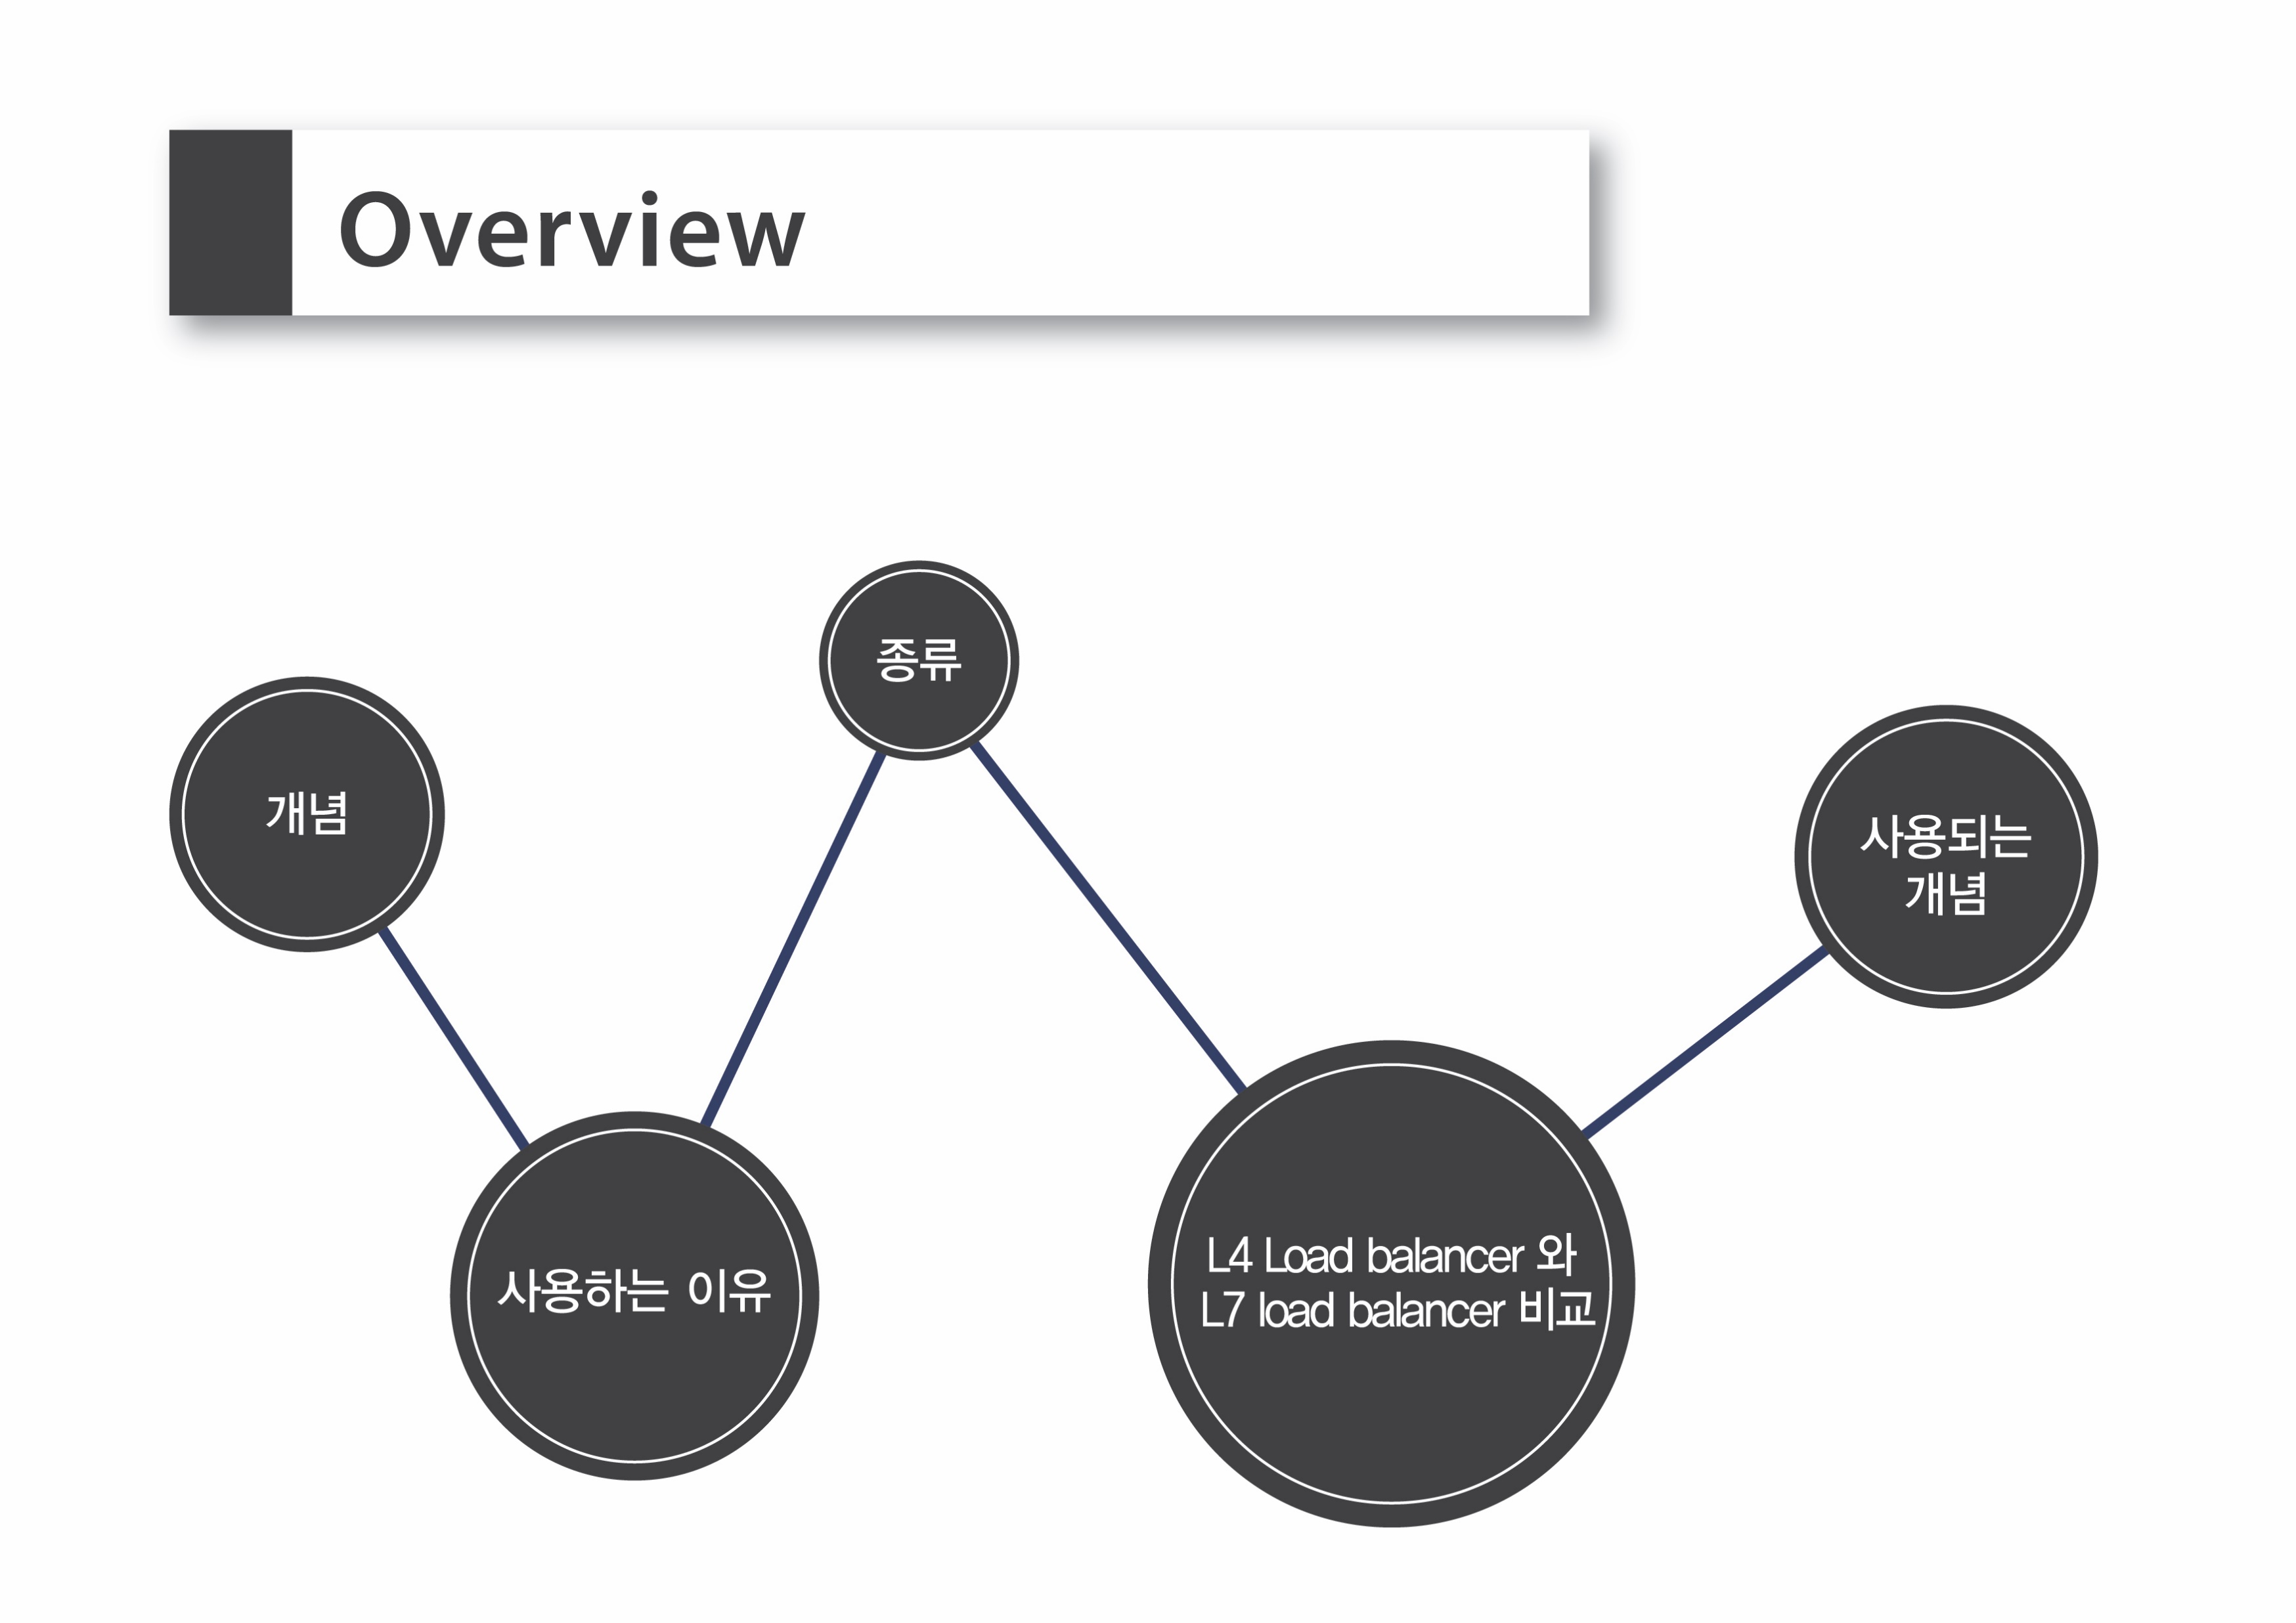 Overview
개념
사용하는 이유
종류
L4 Load balancer 와
L7 load balancer 비교
사용되는
개념